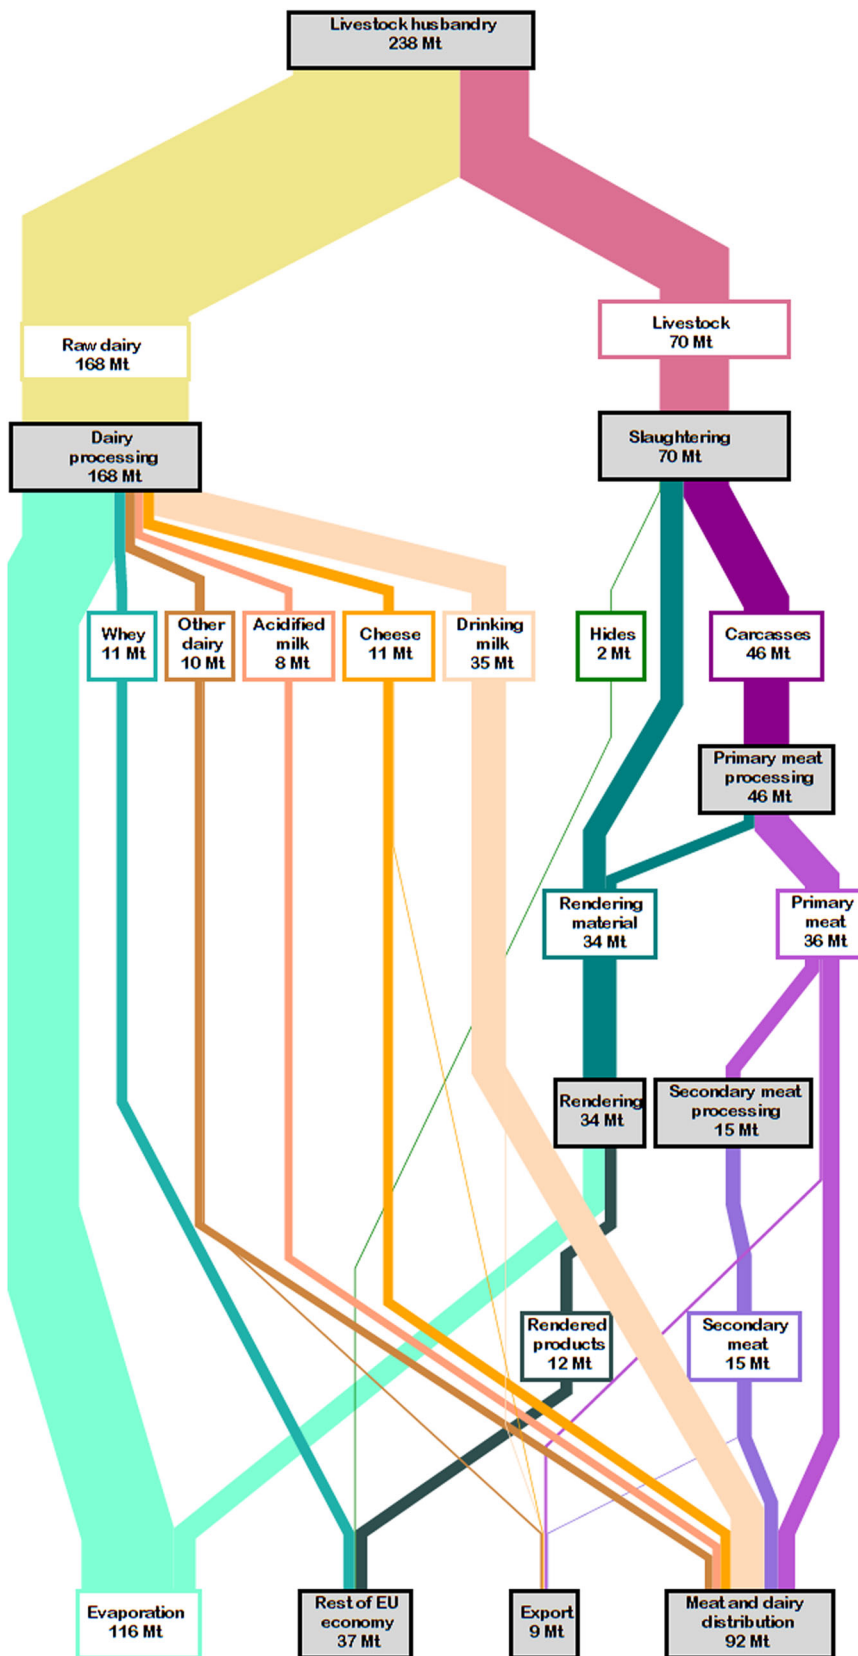 Livestock husbandry
238 Mt
Raw dairy
168 Mt
Livestock
70 Mt
Dairy
processing
168 Mt
Slaughtering
70 Mt
Whey
11 Mt
Other
dairy
10 Mt
Acidified
milk
8 Mt
Cheese
11 Mt
Drinking
milk
35 Mt
Hides
2 Mt
Carcasses
46 Mt
Primary meat
processing
46 Mt
Rendering
material
34 Mt
Primary
meat
36 Mt
Rendering
34 Mt
Secondary meat
processing
15 Mt
Rendered
products
12 Mt
Secondary
meat
15 Mt
Evaporation
116 Mt
Rest of EU
economy
37 Mt
Export
9 Mt
Meat and dairy
distribution
92 Mt